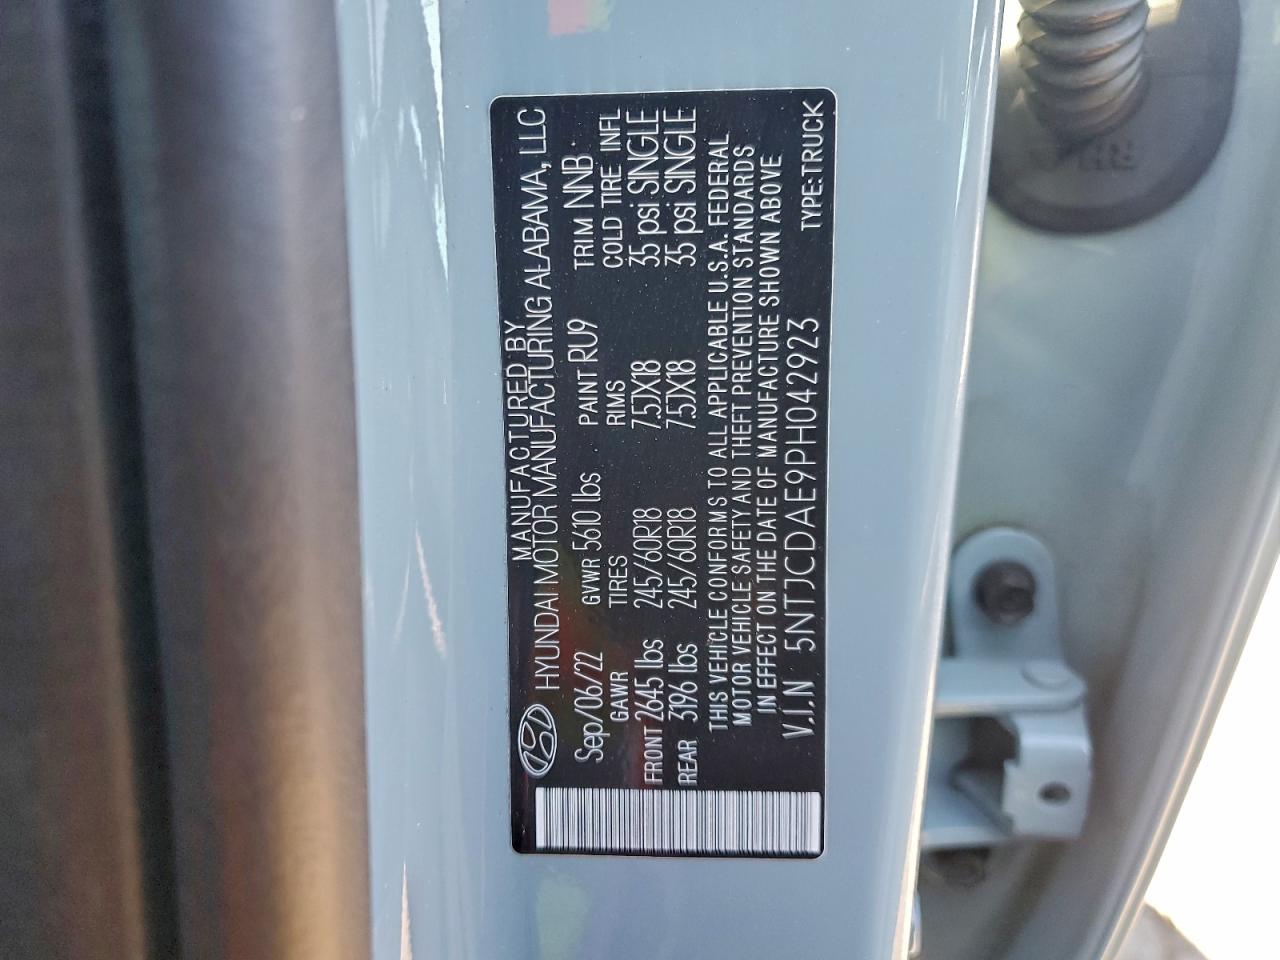 MANUFACTURED BY
HYUNDAI MOTOR MANUFACTURING ALABAMA, LLC
Sep/06/22 GVWR 5610 lbs PAINT RU9 TRIM NNB
GAWR TIRES RIMS COLD TIRE INFL
FRONT 2645 lbs 245/60R18 7.5JX18 35 psi SINGLE
REAR 3196 lbs 245/60R18 7.5JX18 35 psi SINGLE
THIS VEHICLE CONFORMS TO ALL APPLICABLE U.S.A. FEDERAL
MOTOR VEHICLE SAFETY AND THEFT PREVENTION STANDARDS
IN EFFECT ON THE DATE OF MANUFACTURE SHOWN ABOVE
V.I.N 5NTJCDAE9PH042923 TYPE:TRUCK